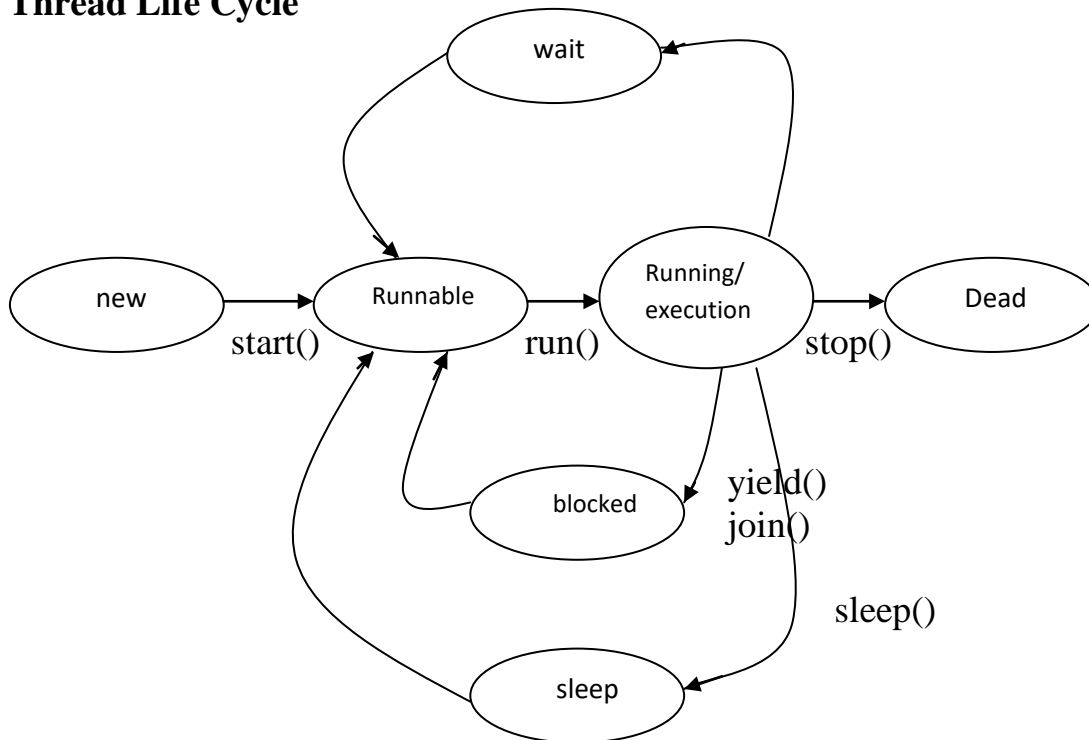 Thread Life Cycle
wait
new
Runnable
Running/
execution
Dead
start()
run()
stop()
blocked
yield()
join()
sleep()
sleep